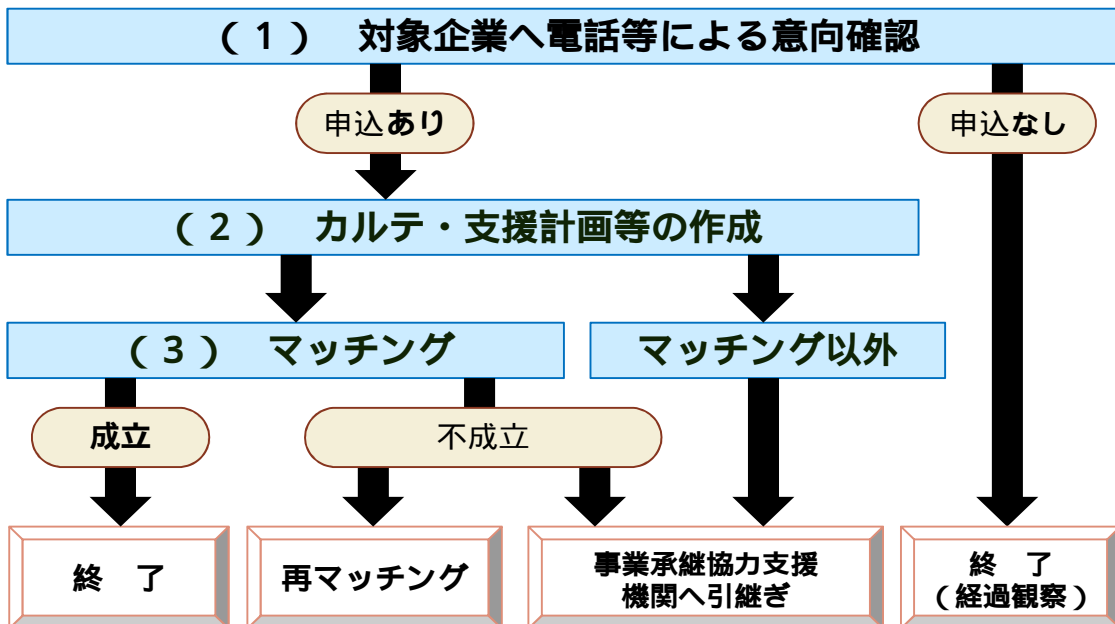 （１） 対象企業へ電話等による意向確認
申込あり
申込なし
（２） カルテ・支援計画等の作成
（３） マッチング
マッチング以外
成立
不成立
終 了
再マッチング
事業承継協力支援
機関へ引継ぎ
終 了
（経過観察）